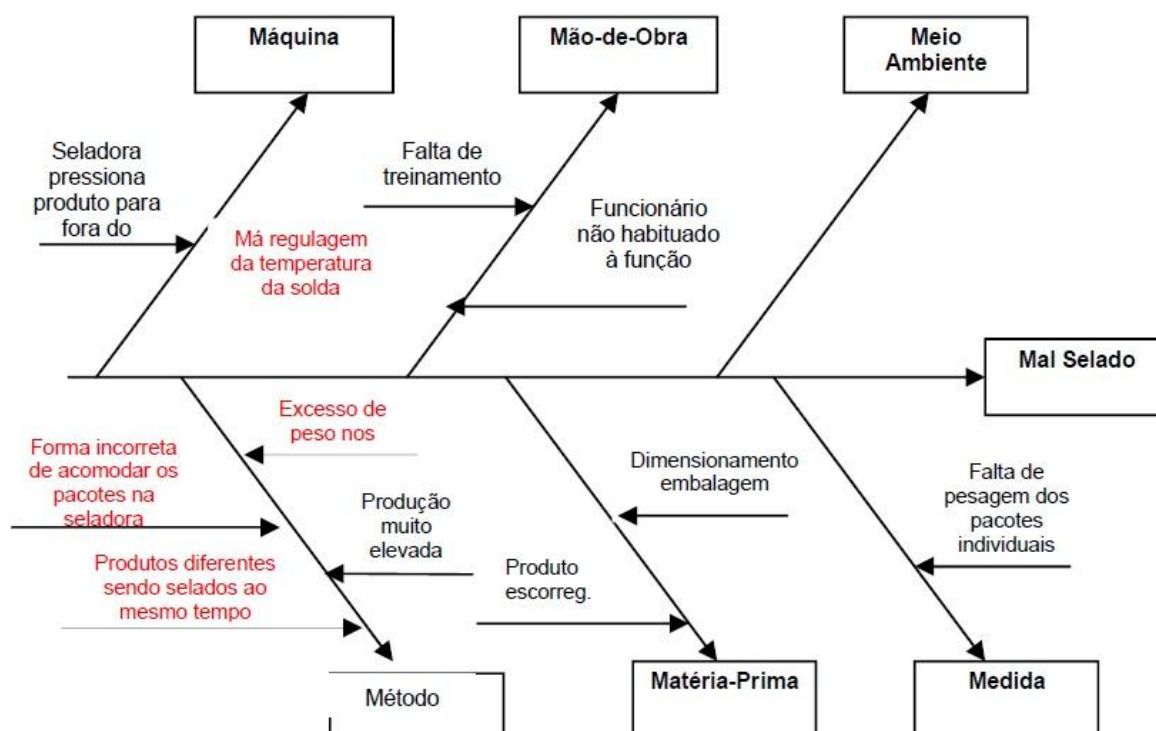 Máquina
Mão-de-Obra
Meio
Ambiente
Seladora
pressiona
produto para
fora do
Má regulagem
da temperatura
da solda
Falta de
treinamento
Funcionário
não habituado
à função
Mal Selado
Excesso de
peso nos
Forma incorreta
de acomodar os
pacotes na
seladora
Produção
muito
elevada
Produtos diferentes
sendo selados ao
mesmo tempo
Dimensionamento
embalagem
Produto
escorreg.
Falta de
pesagem dos
pacotes
individuais
Método
Matéria-Prima
Medida